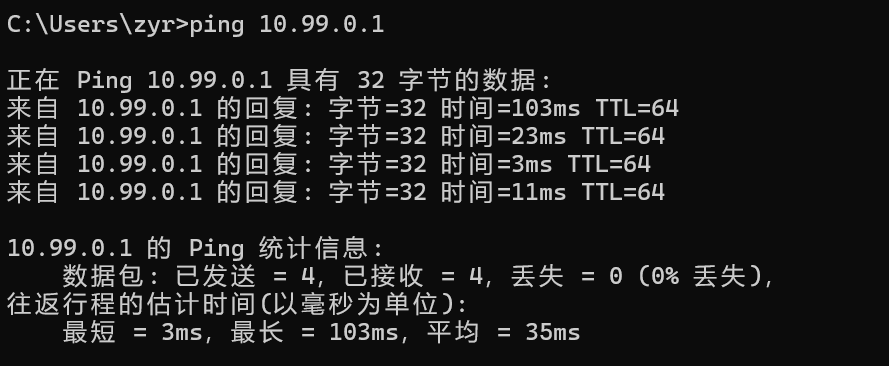 C:\Users\zyr>ping 10.99.0.1
正在 Ping 10.99.0.1 具有 32 字节的数据:
来自 10.99.0.1 的回复: 字节=32 时间=103ms TTL=64
来自 10.99.0.1 的回复: 字节=32 时间=23ms TTL=64
来自 10.99.0.1 的回复: 字节=32 时间=3ms TTL=64
来自 10.99.0.1 的回复: 字节=32 时间=11ms TTL=64
10.99.0.1 的 Ping 统计信息:
    数据包: 已发送 = 4, 已接收 = 4, 丢失 = 0 (0% 丢失),
往返行程的估计时间(以毫秒为单位):
    最短 = 3ms, 最长 = 103ms, 平均 = 35ms